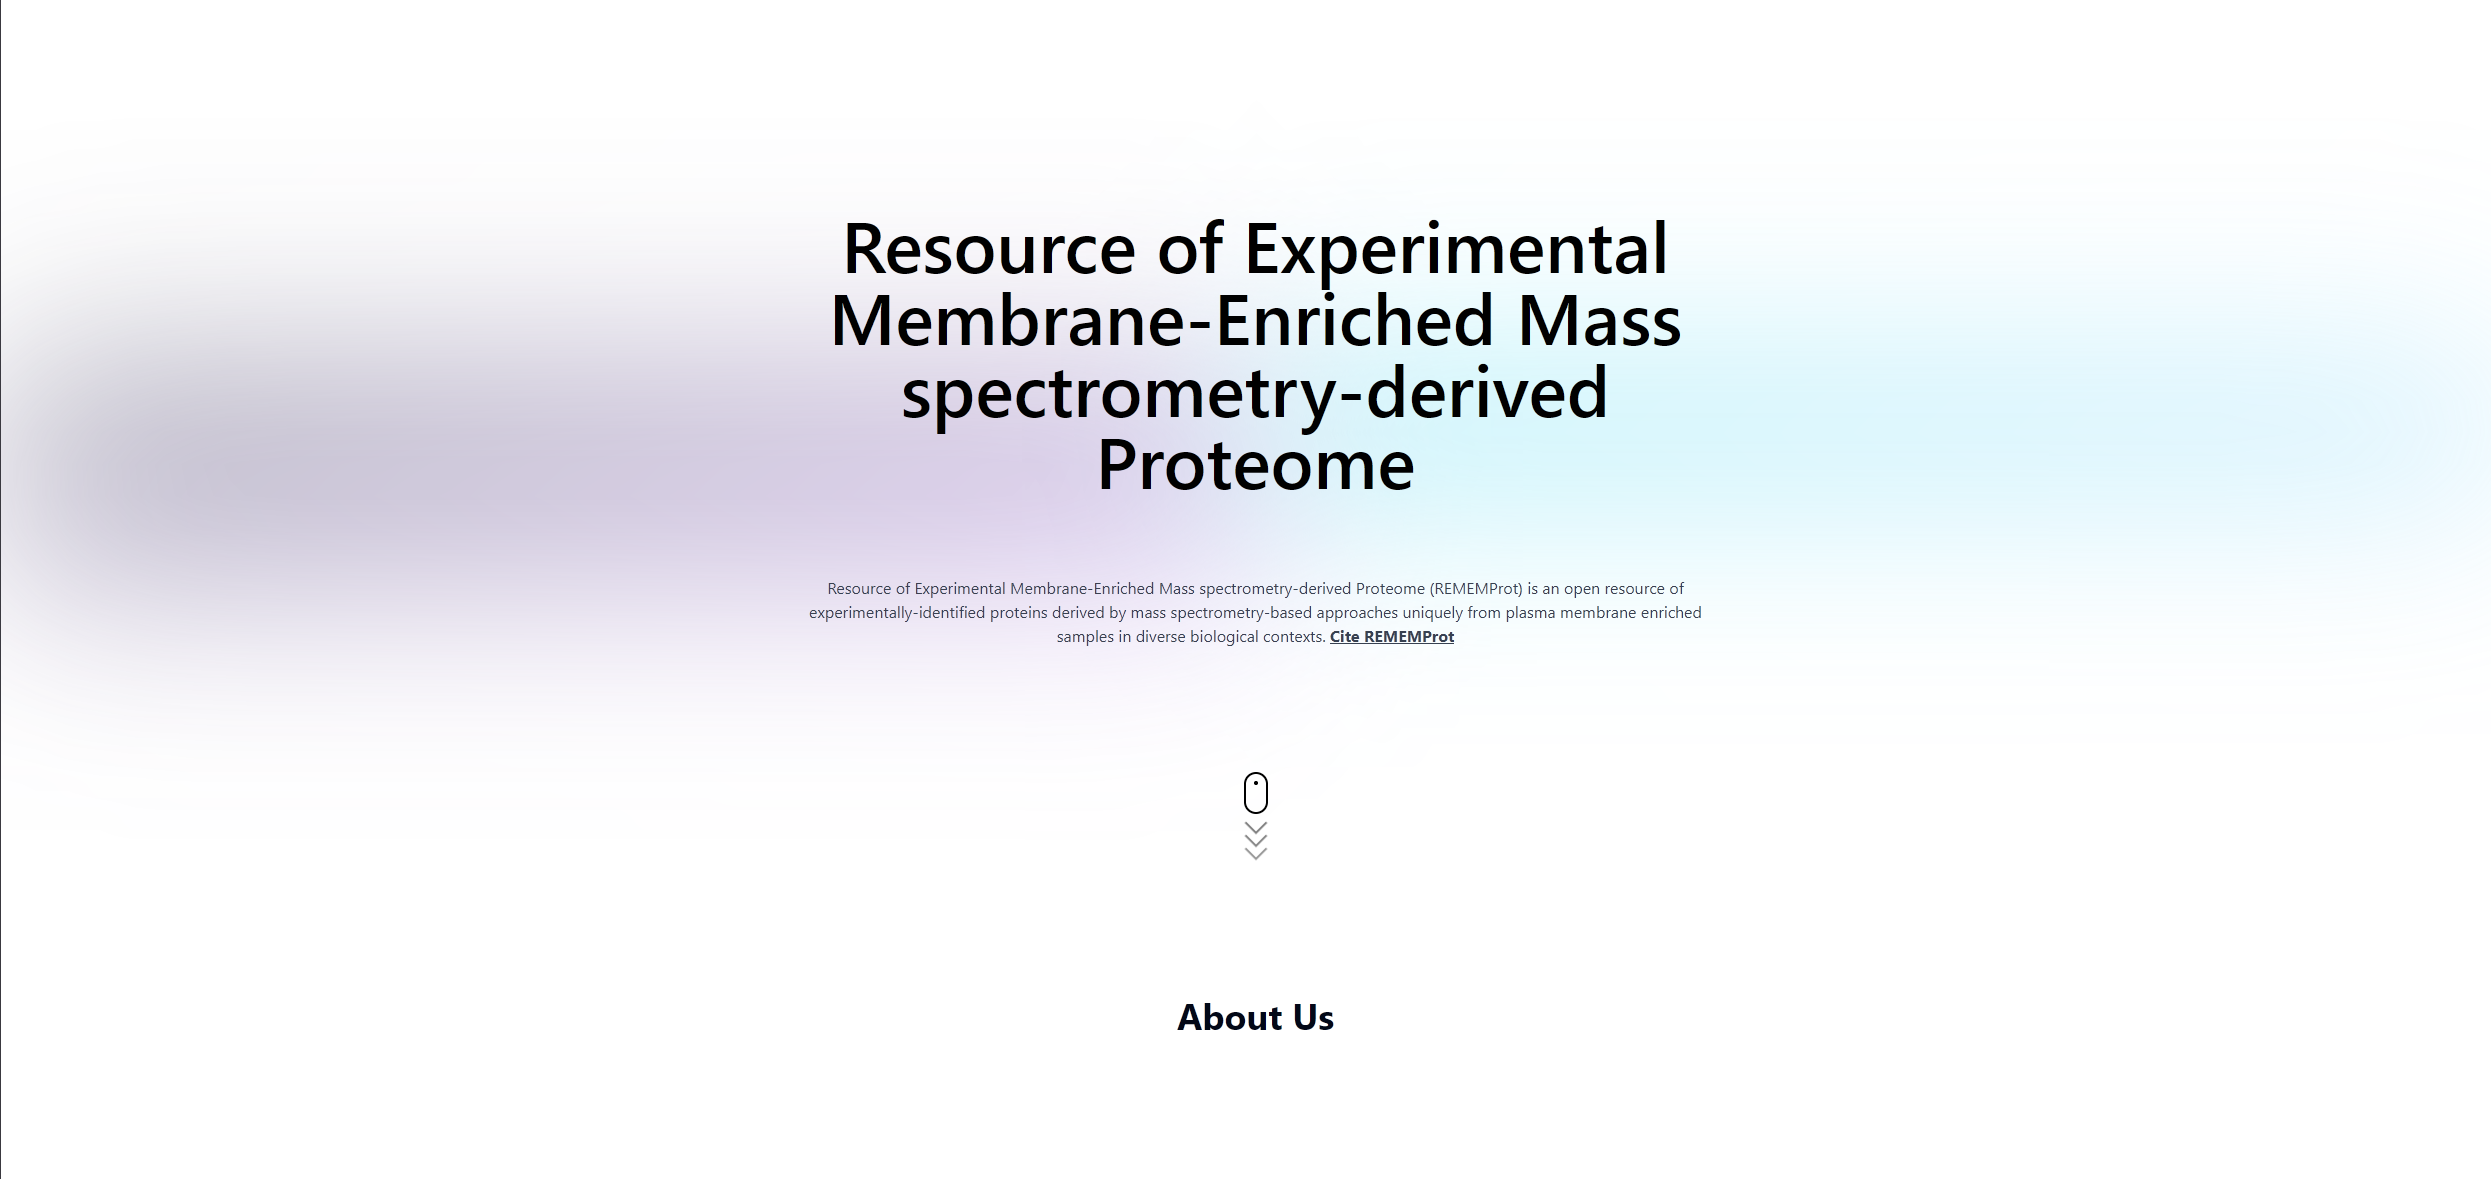 Resource of Experimental
Membrane-Enriched Mass
spectrometry-derived
Proteome
Resource of Experimental Membrane-Enriched Mass spectrometry-derived Proteome (REMEMProt) is an open resource of
experimentally-identified proteins derived by mass spectrometry-based approaches uniquely from plasma membrane enriched
samples in diverse biological contexts. Cite REMEMProt
About Us